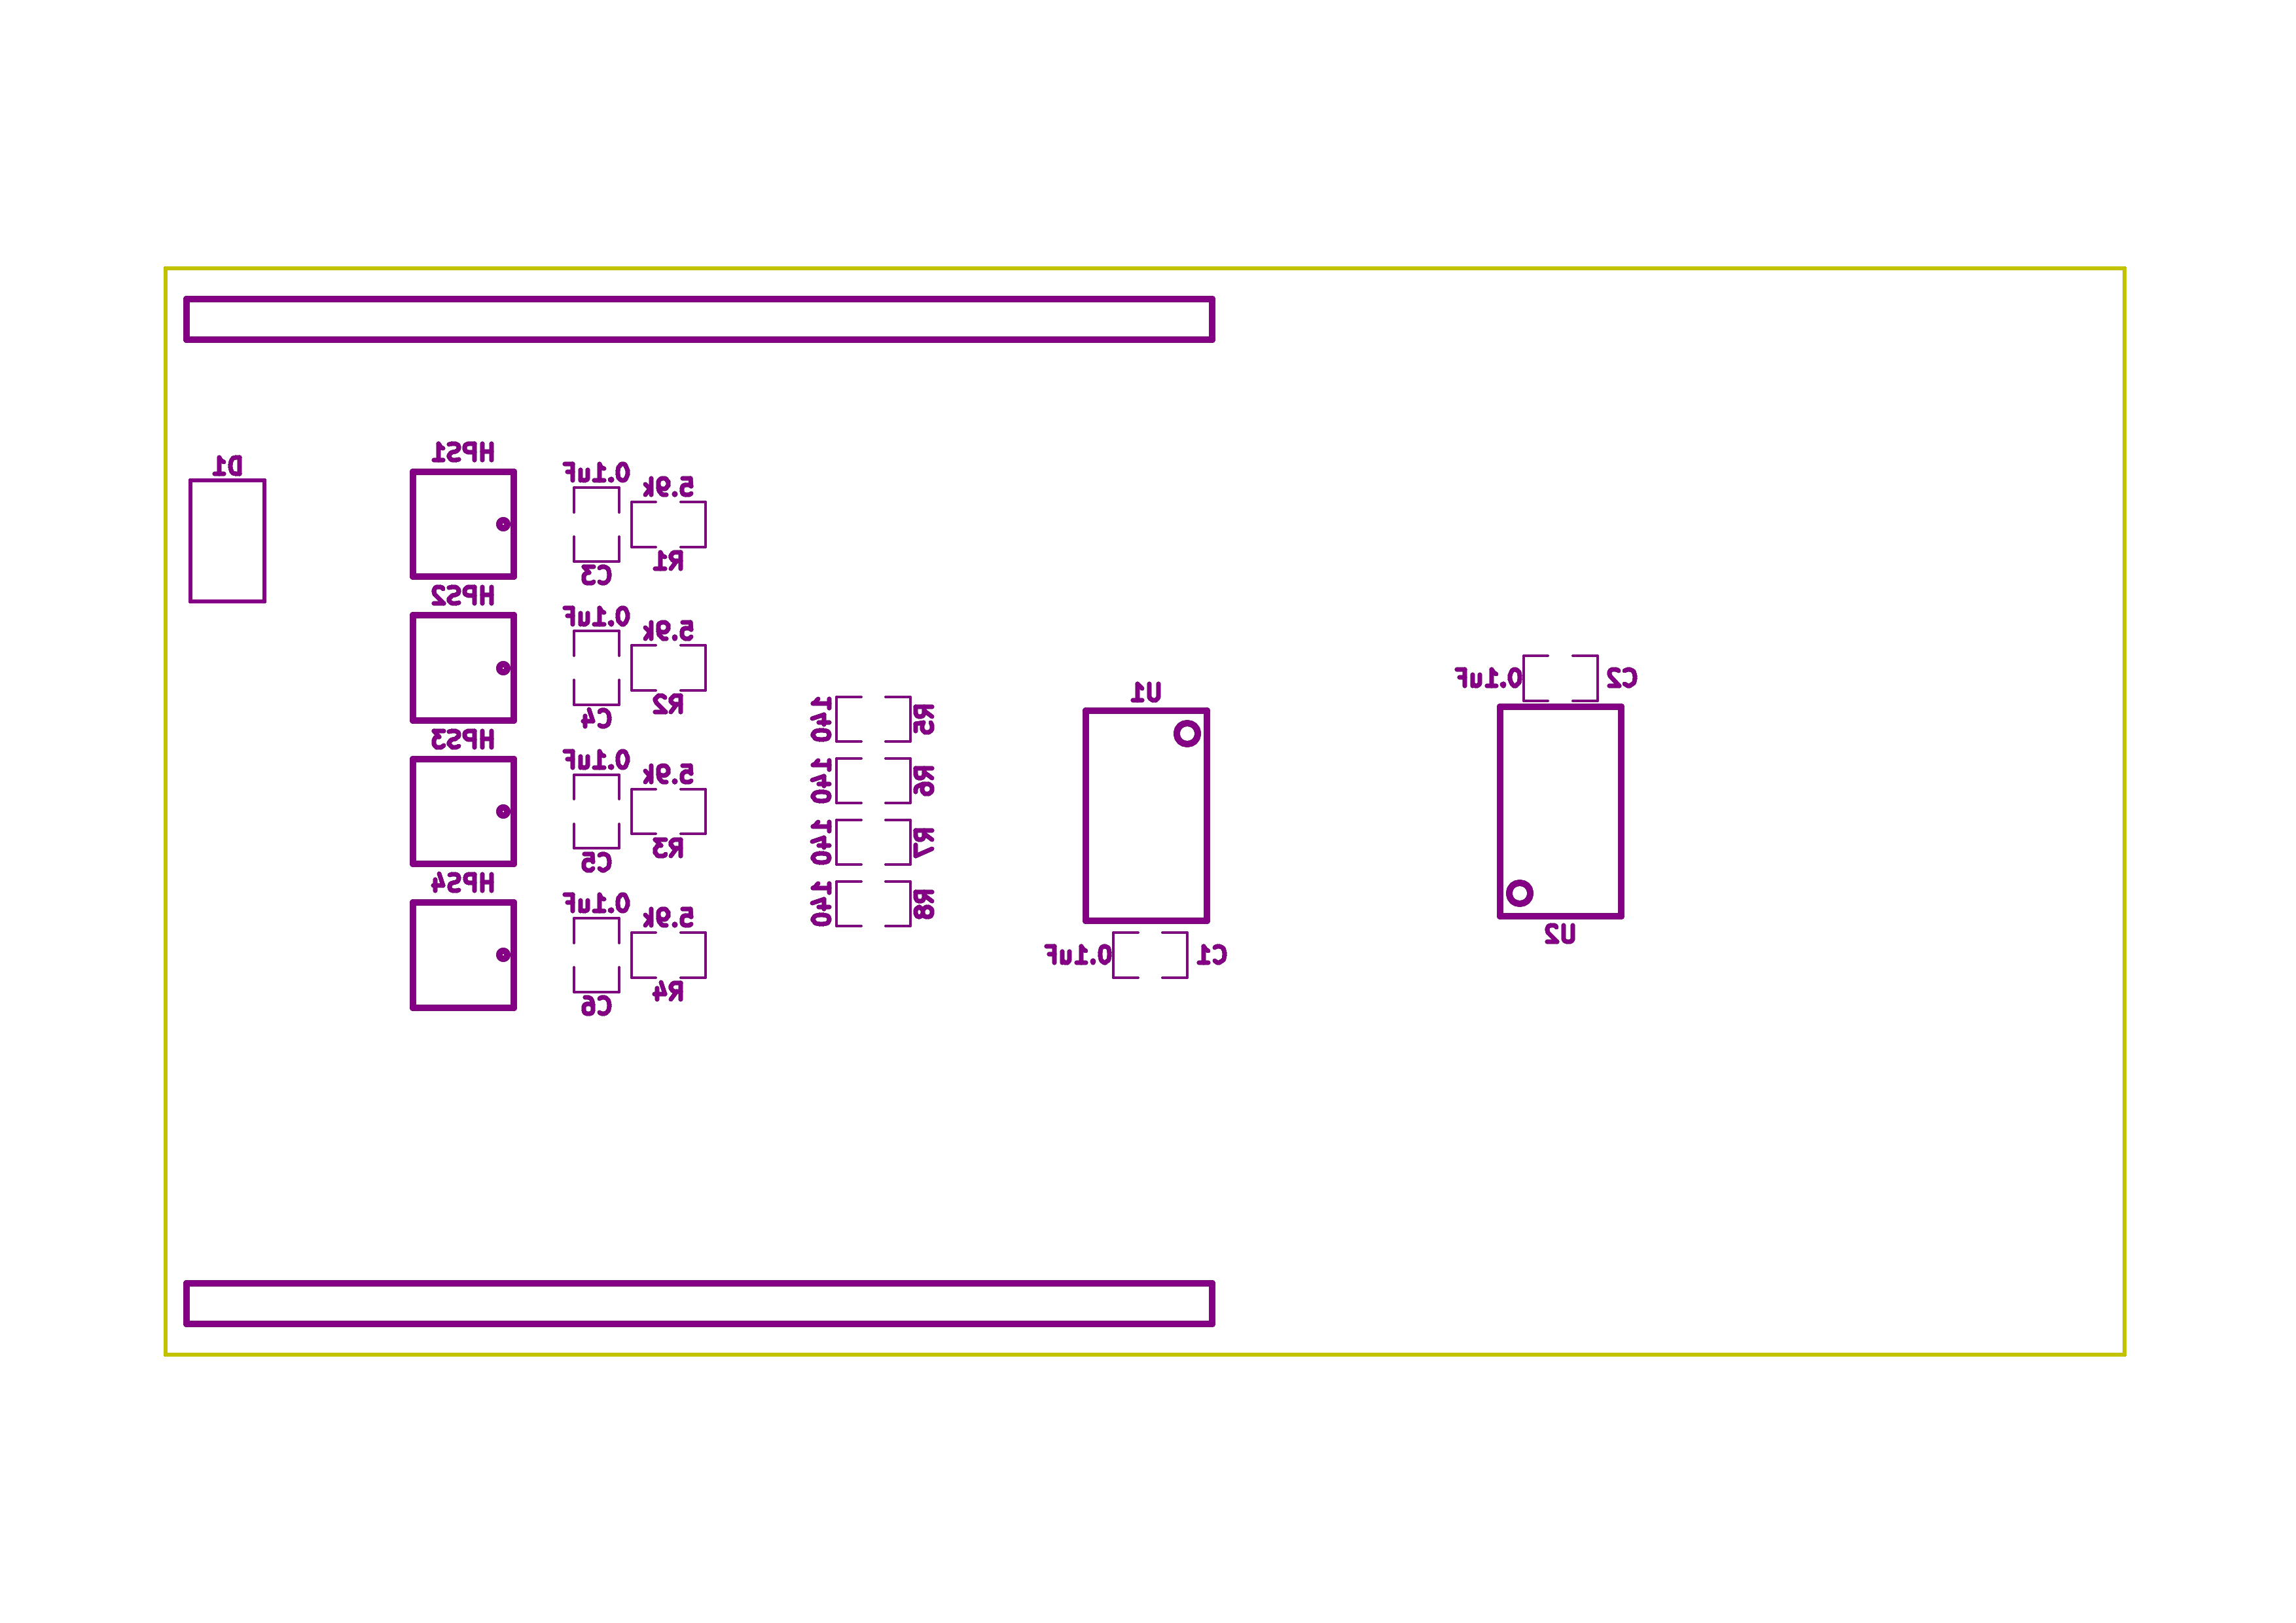 HPS1
D1
0.1uF
5.9k
R1
C3
HPS2
0.1uF
5.9k
R2
C4
HPS3
0.1uF
5.9k
R3
C5
HPS4
0.1uF
5.9k
R4
C6
140
R5
140
R6
140
R7
140
R8
U1
0.1uF
C1
0.1uF
C2
U2